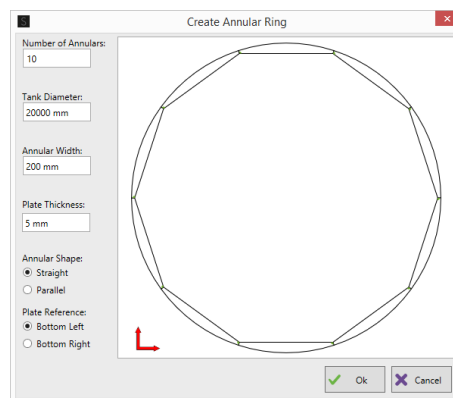 S
Create Annular Ring
×
Number of Annulars:
10
Tank Diameter:
20000 mm
Annular Width:
200 mm
Plate Thickness:
5 mm
Annular Shape:
Straight
Parallel
Plate Reference:
Bottom Left
Bottom Right
Ok
Cancel